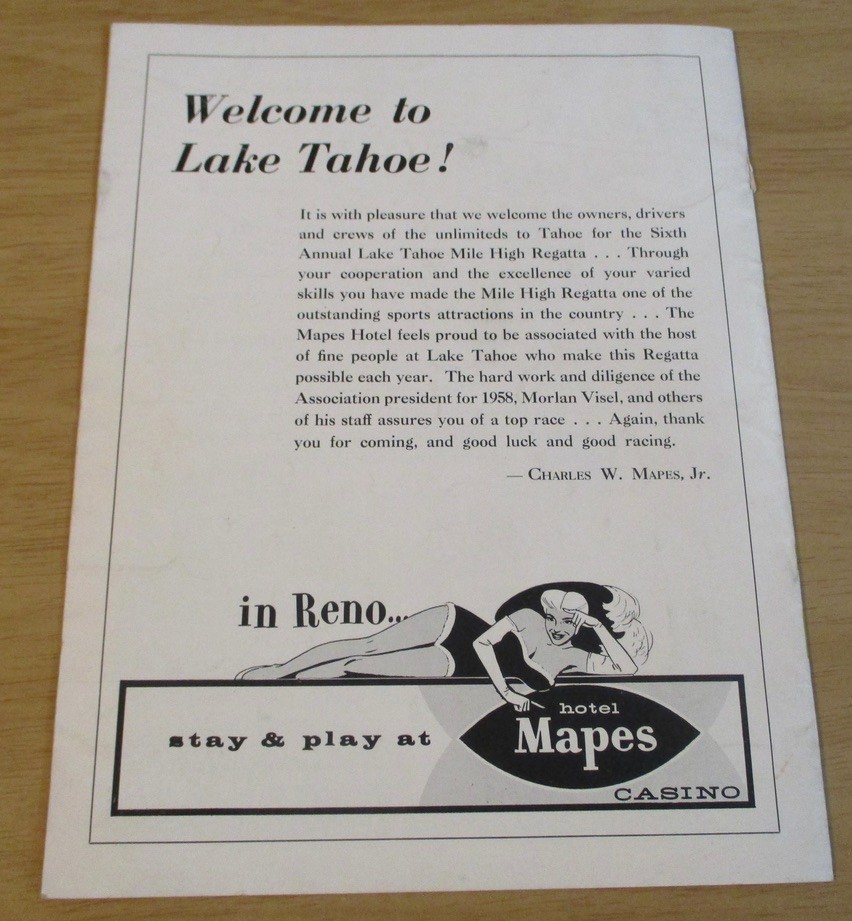 Welcome to
Lake Tahoe!
It is with pleasure that we welcome the owners, drivers
and crews of the unlimiteds to Tahoe for the Sixth
Annual Lake Tahoe Mile High Regatta . . . Through
your cooperation and the excellence of your varied
skills you have made the Mile High Regatta one of the
outstanding sports attractions in the country . . . The
Mapes Hotel feels proud to be associated with the host
of fine people at Lake Tahoe who make this Regatta
possible each year. The hard work and diligence of the
Association president for 1958, Morlan Visel, and others
of his staff assures you of a top race . . . Again, thank
you for coming, and good luck and good racing.
— CHARLES W. MAPES, Jr.
in Reno...
stay & play at
hotel
Mapes
CASINO